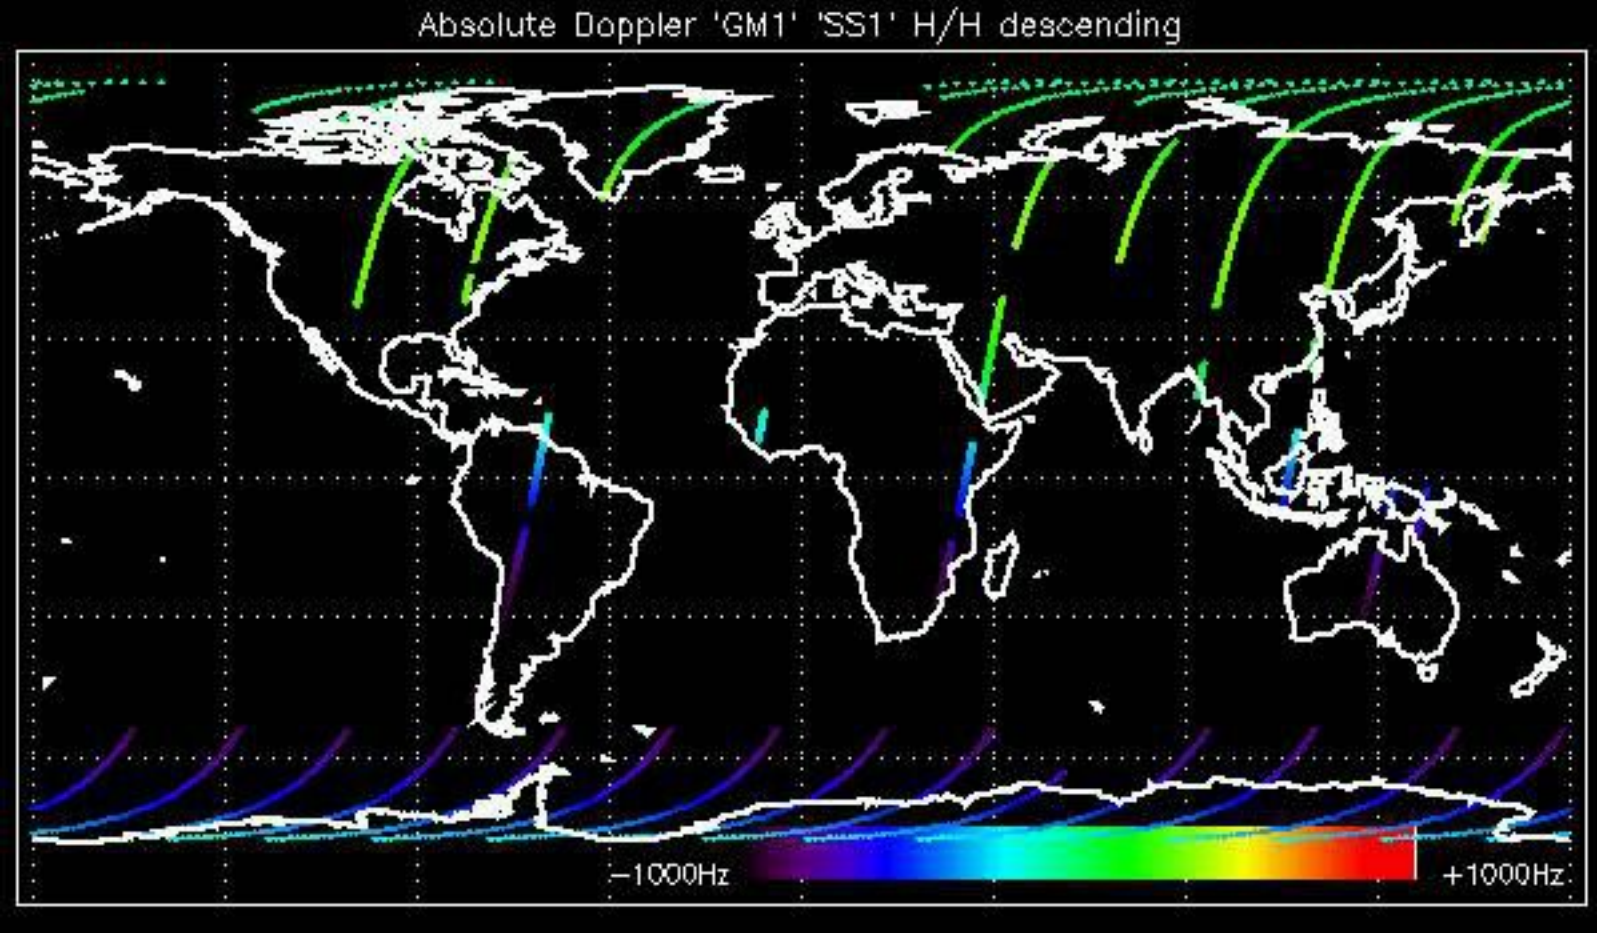 Absolute Doppler 'GM1' 'SS1' H/H descending
−1000Hz +1000Hz